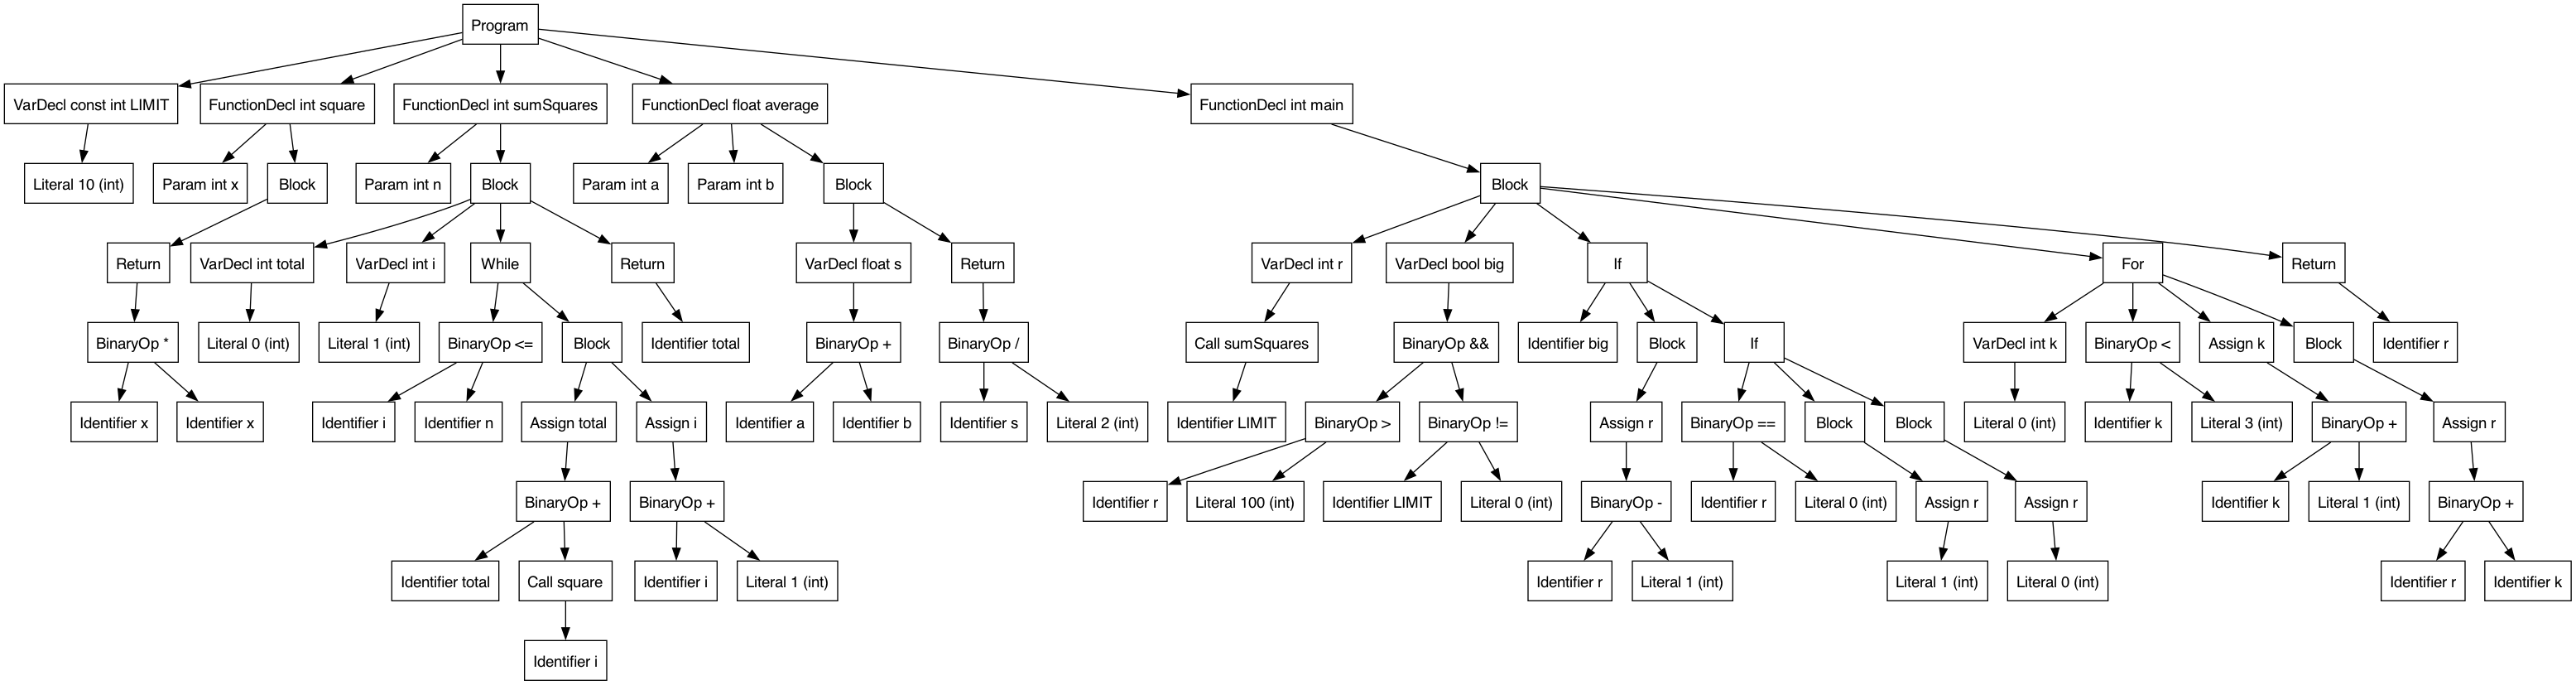 Program
VarDecl const int LIMIT
FunctionDecl int square
FunctionDecl int sumSquares
FunctionDecl float average
FunctionDecl int main
Literal 10 (int)
Param int x
Block
Param int n
Block
Param int a
Param int b
Block
Block
Return
VarDecl int total
VarDecl int i
While
Return
VarDecl float s
Return
VarDecl int r
VarDecl bool big
If
For
Return
BinaryOp *
Literal 0 (int)
Literal 1 (int)
BinaryOp <=
Block
Identifier total
BinaryOp +
BinaryOp /
Call sumSquares
BinaryOp &&
Identifier big
Block
If
VarDecl int k
BinaryOp <
Assign k
Block
Identifier r
Identifier x
Identifier x
Identifier i
Identifier n
Assign total
Assign i
Identifier a
Identifier b
Identifier s
Literal 2 (int)
Identifier LIMIT
BinaryOp >
BinaryOp !=
Assign r
BinaryOp ==
Block
Block
Literal 0 (int)
Identifier k
Literal 3 (int)
BinaryOp +
Assign r
BinaryOp +
BinaryOp +
Identifier r
Literal 100 (int)
Identifier LIMIT
Literal 0 (int)
BinaryOp -
Identifier r
Literal 0 (int)
Assign r
Assign r
Identifier k
Literal 1 (int)
BinaryOp +
Identifier total
Call square
Identifier i
Literal 1 (int)
Identifier r
Literal 1 (int)
Literal 1 (int)
Literal 0 (int)
Identifier r
Identifier k
Identifier i